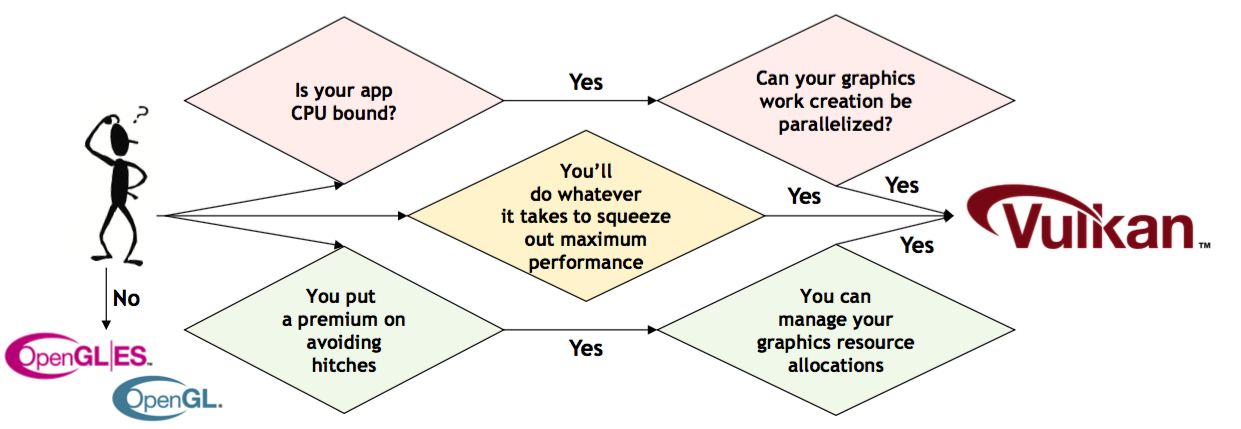 ?
Is your app
CPU bound?
Yes
Can your graphics
work creation be
parallelized?
Yes
You’ll
do whatever
it takes to squeeze
out maximum
performance
Yes
Vulkan™
You put
a premium on
avoiding
hitches
Yes
You can
manage your
graphics resource
allocations
Yes
No
OpenGL|ES™
OpenGL.